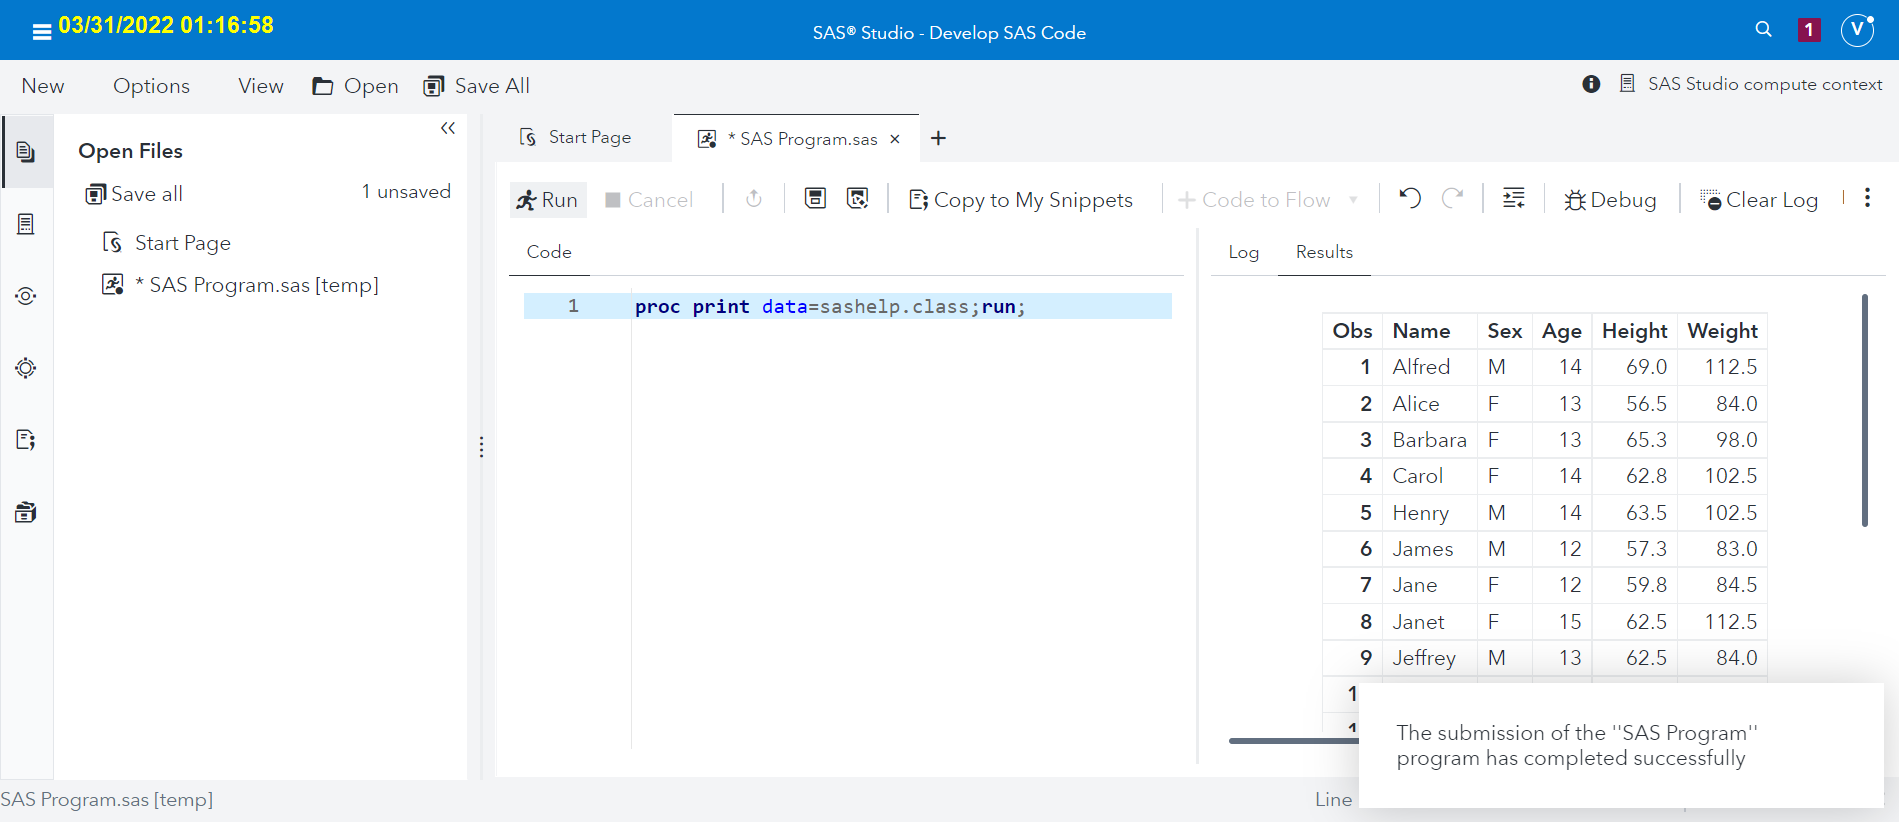 03/31/2022 01:16:58
SAS® Studio - Develop SAS Code
1
V
New Options View Open Save All
SAS Studio compute context
Open Files
Save all 1 unsaved
Start Page
* SAS Program.sas [temp]
Start Page
* SAS Program.sas
Run Cancel Copy to My Snippets Code to Flow Debug Clear Log
Code
1 proc print data=sashelp.class;run;
Log Results
Obs Name Sex Age Height Weight
1 Alfred M 14 69.0 112.5
2 Alice F 13 56.5 84.0
3 Barbara F 13 65.3 98.0
4 Carol F 14 62.8 102.5
5 Henry M 14 63.5 102.5
6 James M 12 57.3 83.0
7 Jane F 12 59.8 84.5
8 Janet F 15 62.5 112.5
9 Jeffrey M 13 62.5 84.0
The submission of the ''SAS Program''
program has completed successfully
SAS Program.sas [temp]
Line